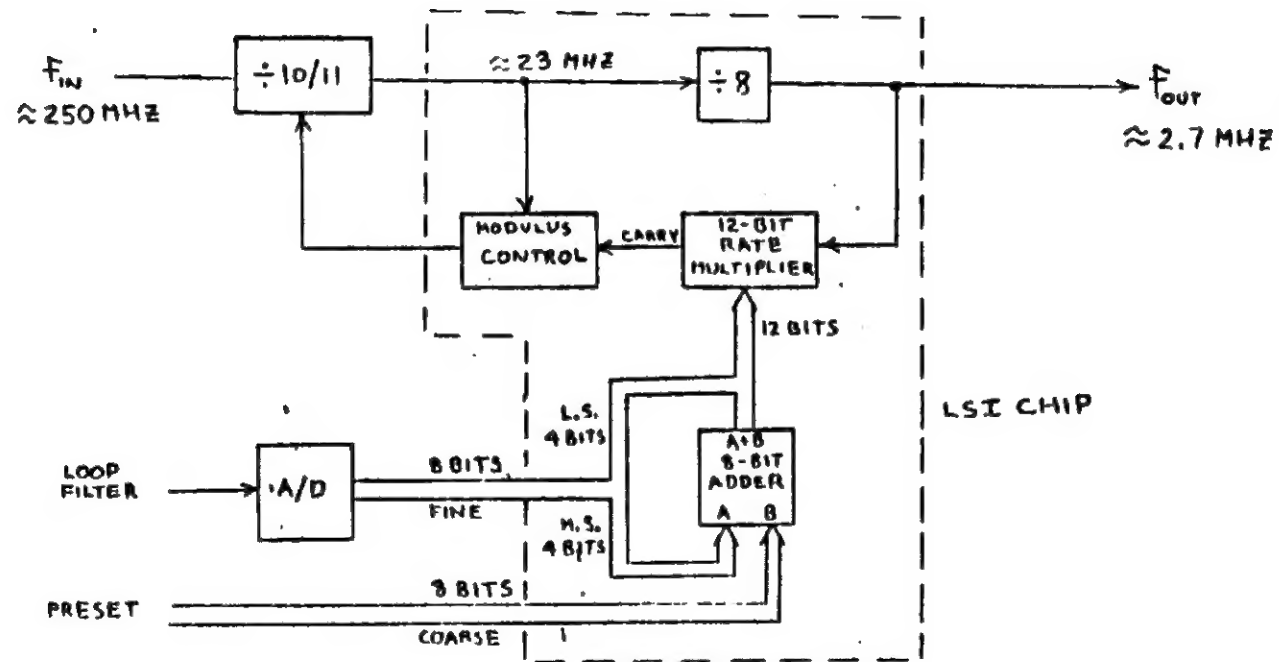 F_IN
≈ 250 MHZ
÷10/11
≈ 23 MHZ
÷8
F_OUT
≈ 2.7 MHZ
MODULUS
CONTROL
CARRY
12-BIT
RATE
MULTIPLIER
12 BITS
LSI CHIP
L.S.
4 BITS
A+B
8-BIT
ADDER
A B
LOOP
FILTER
A/D
8 BITS
FINE
M.S.
4 BITS
PRESET
8 BITS
COARSE